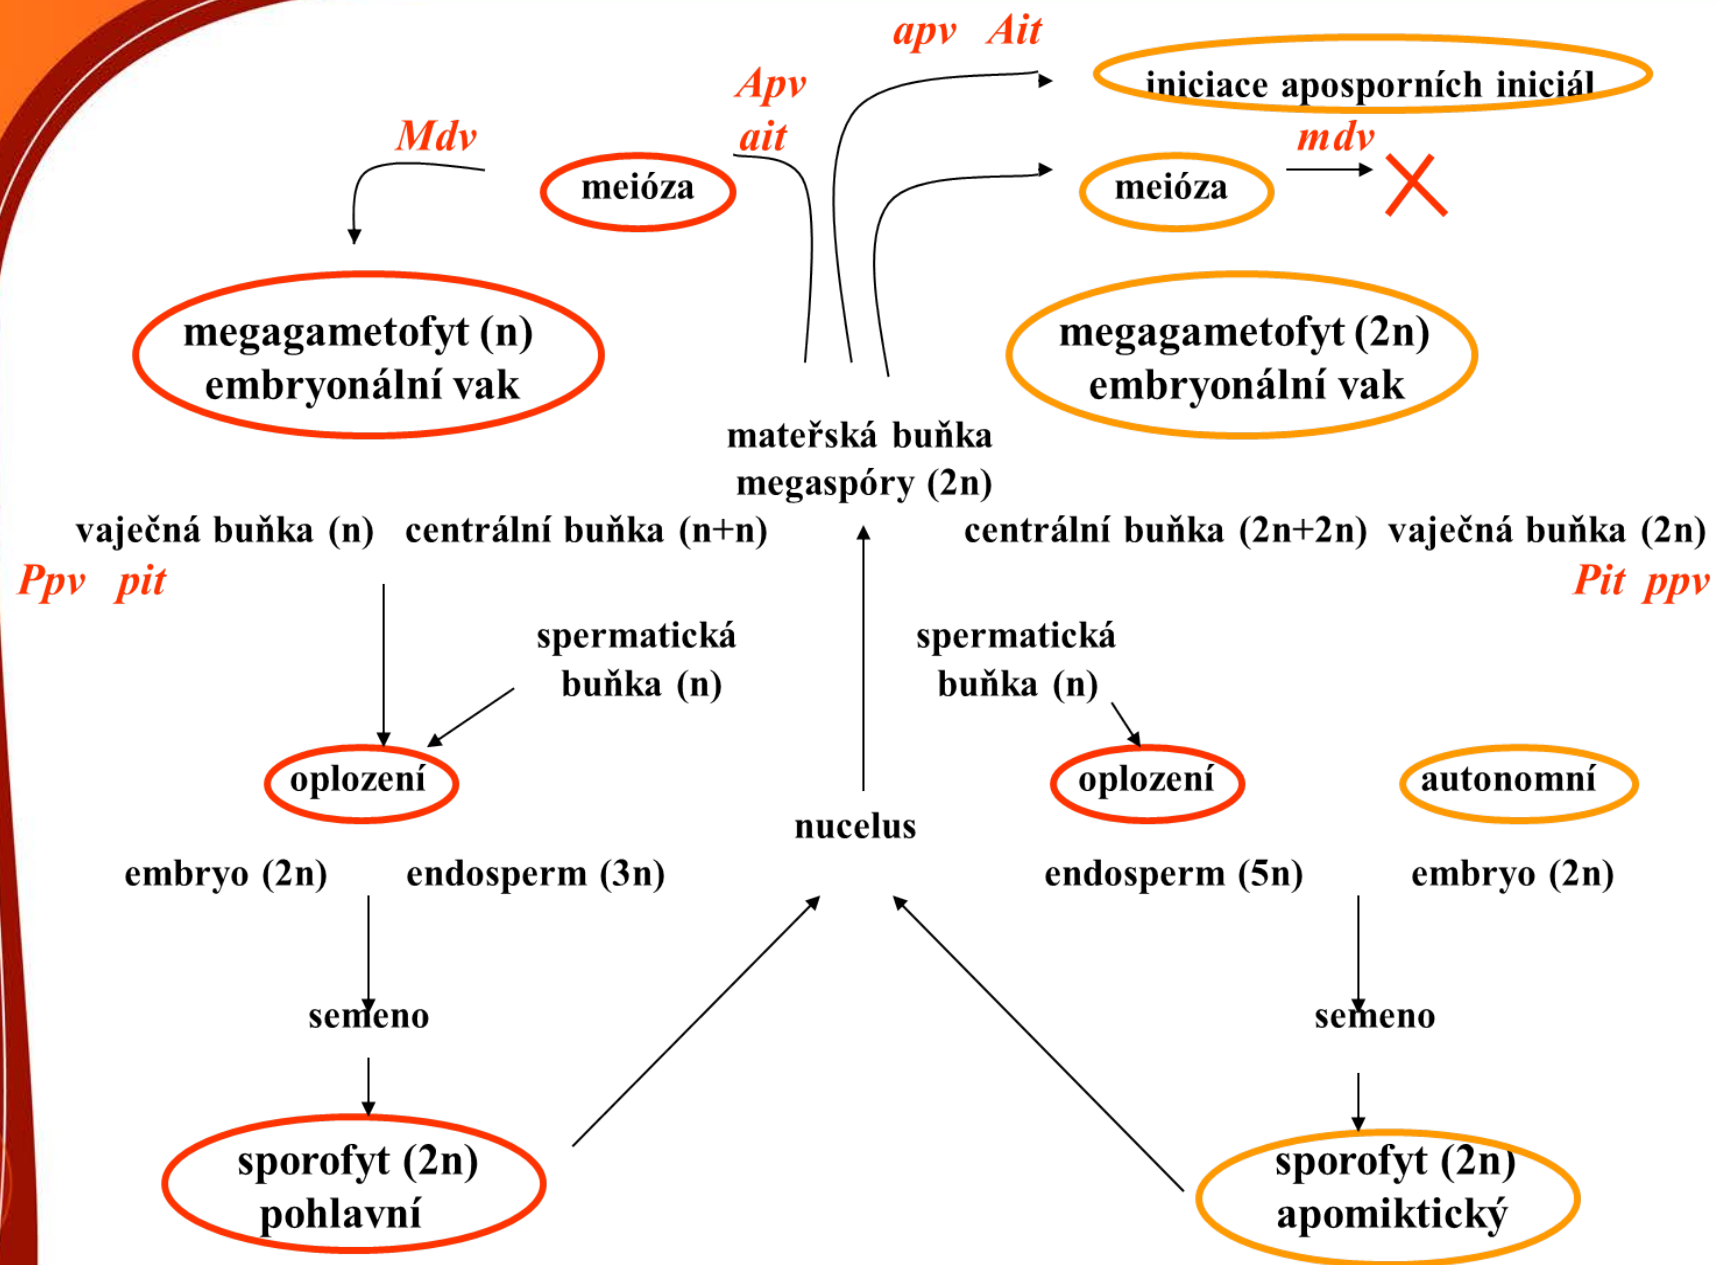 apv Ait
Apv
ait
iniciace aposporních iniciál
Mdv
mdv
meióza
meióza
megagametofyt (n)
embryonální vak
megagametofyt (2n)
embryonální vak
mateřská buňka
megaspóry (2n)
vaječná buňka (n) centrální buňka (n+n)
centrální buňka (2n+2n) vaječná buňka (2n)
Ppv pit
Pit ppv
spermatická
buňka (n)
spermatická
buňka (n)
oplození
oplození
autonomní
nucelus
embryo (2n) endosperm (3n)
endosperm (5n) embryo (2n)
semeno
semeno
sporofyt (2n)
pohlavní
sporofyt (2n)
apomiktický